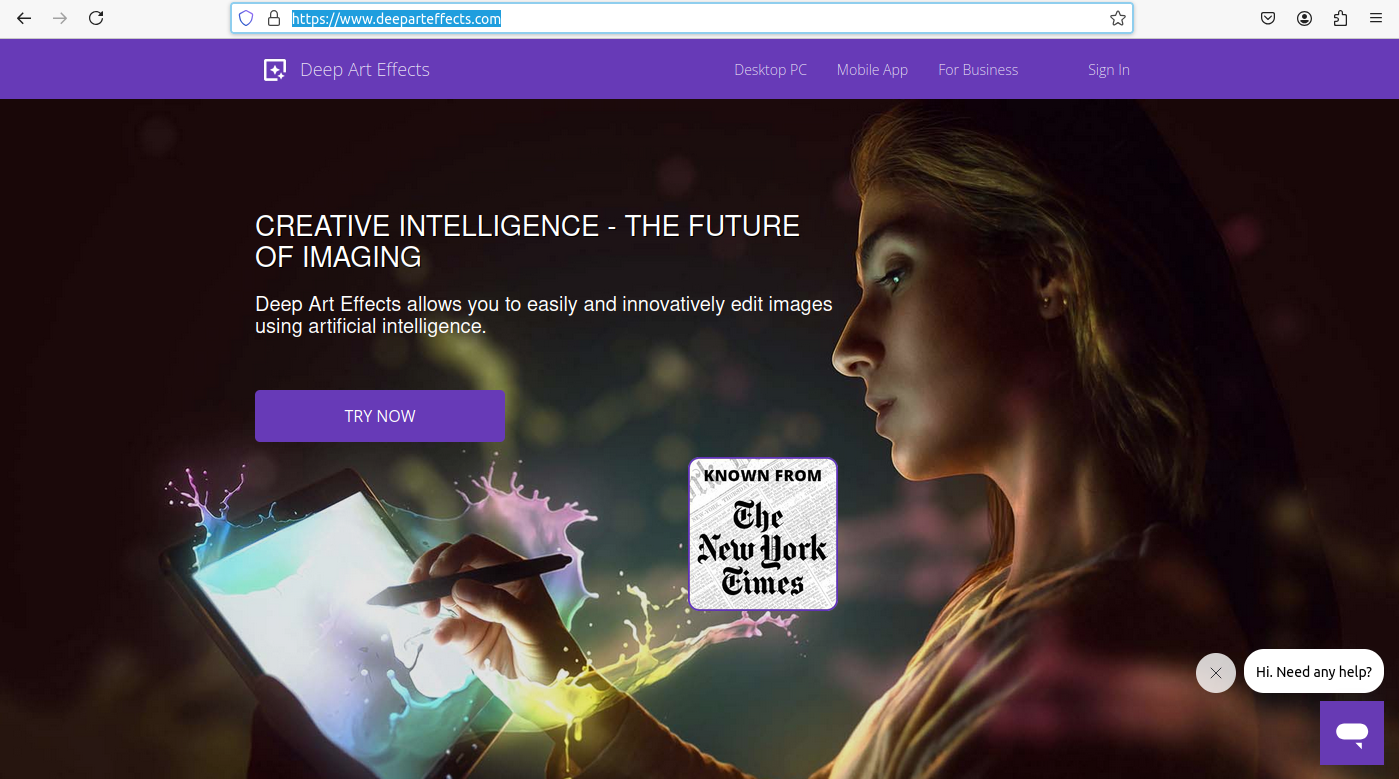 https://www.deeparteffects.com
Deep Art Effects
Desktop PC
Mobile App
For Business
Sign In
CREATIVE INTELLIGENCE - THE FUTURE
OF IMAGING
Deep Art Effects allows you to easily and innovatively edit images
using artificial intelligence.
TRY NOW
KNOWN FROM
The
New York
Times
Hi. Need any help?